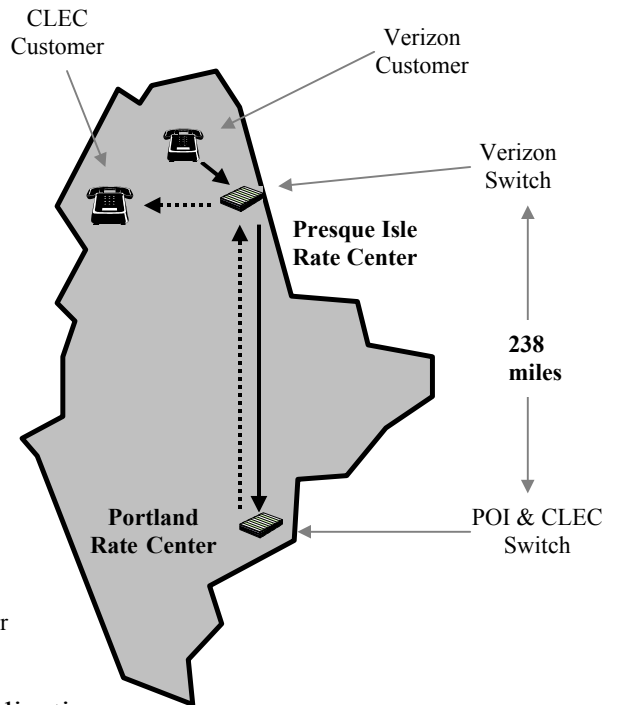 CLEC
Customer
Verizon
Customer
Verizon
Switch
Presque Isle
Rate Center
238
miles
Portland
Rate Center
POI & CLEC
Switch
r